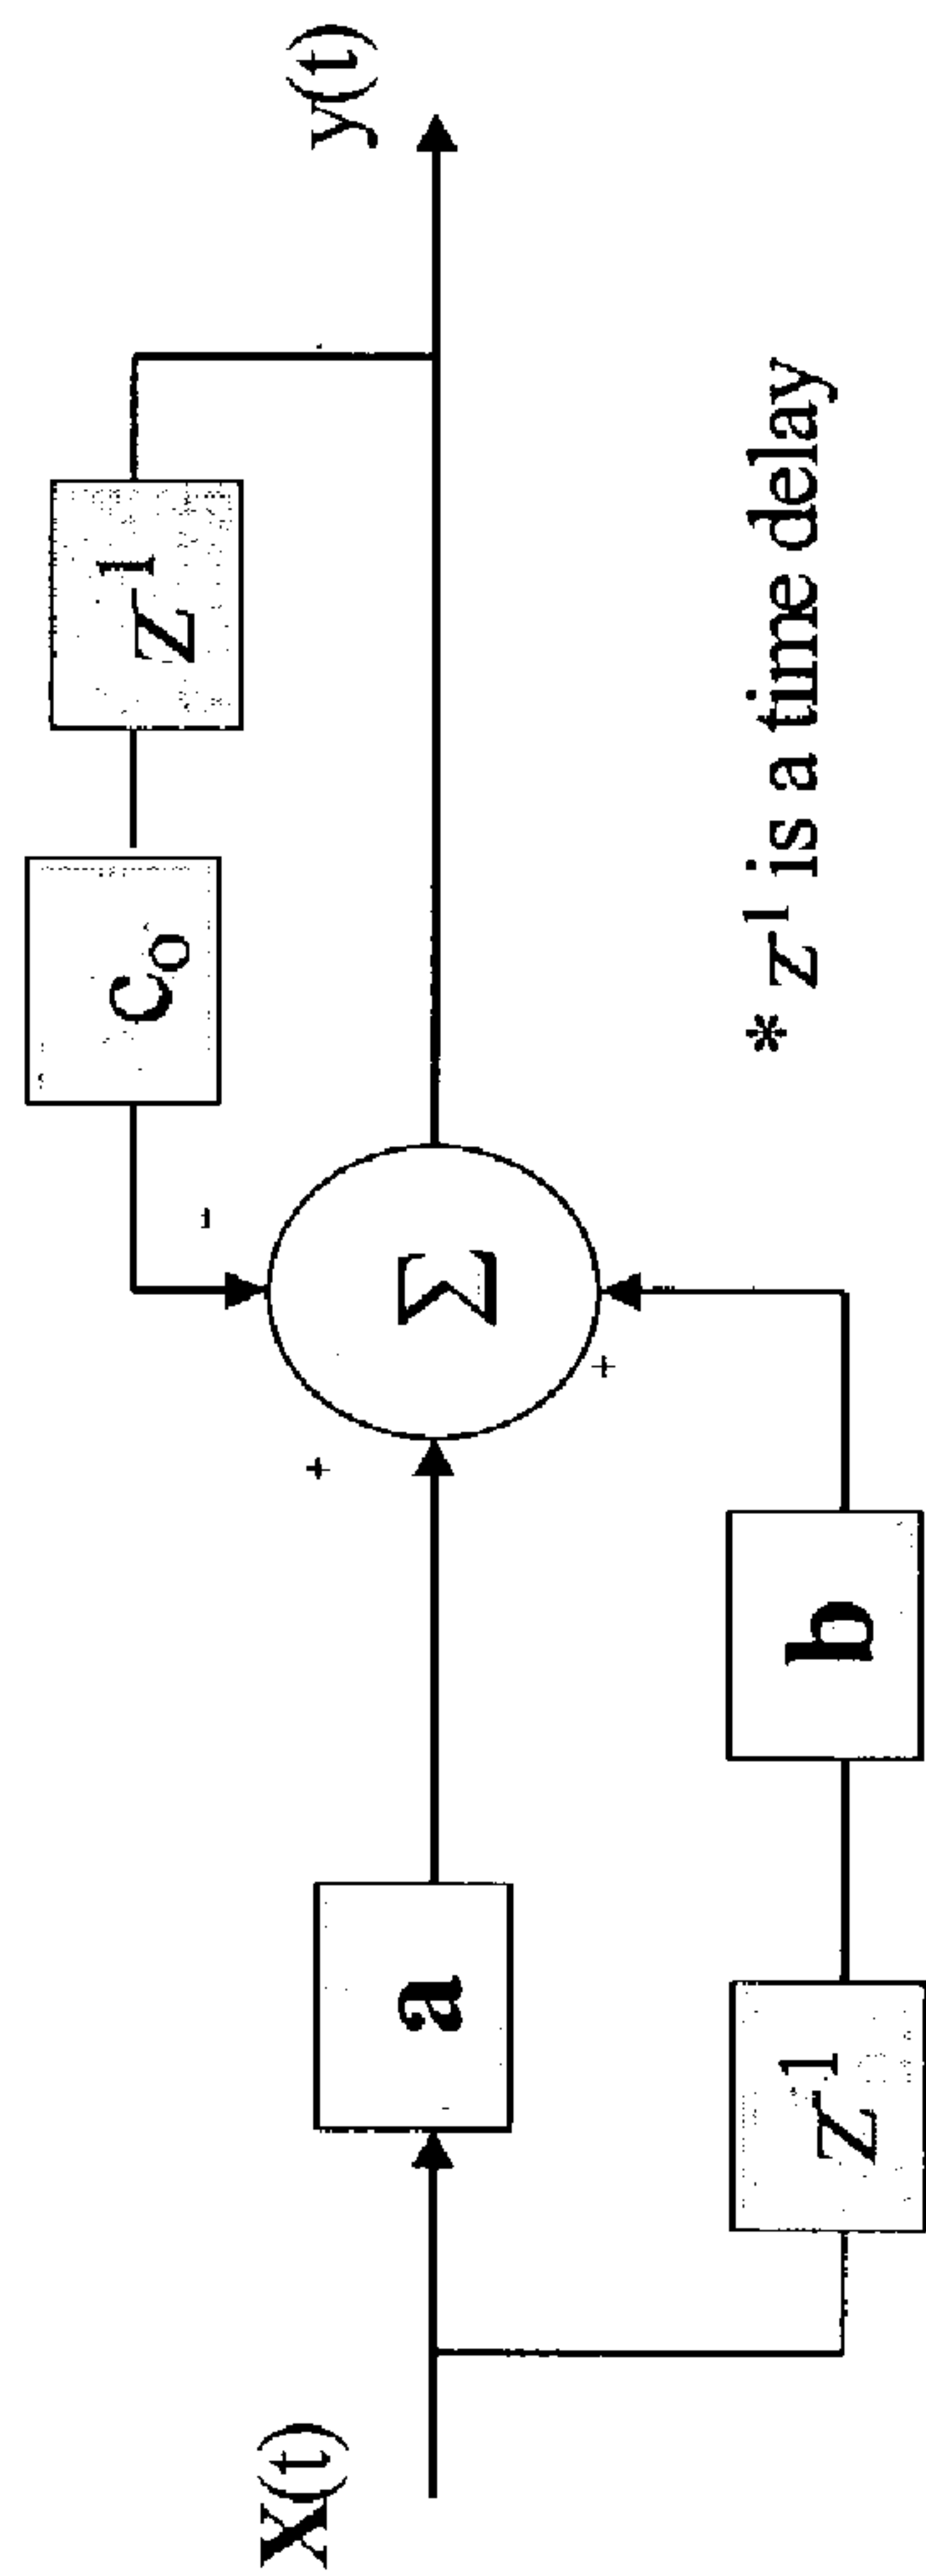 X(t)
a
z⁻¹
b
Σ
+
+
-
c₀
z⁻¹
y(t)
* z⁻¹ is a time delay